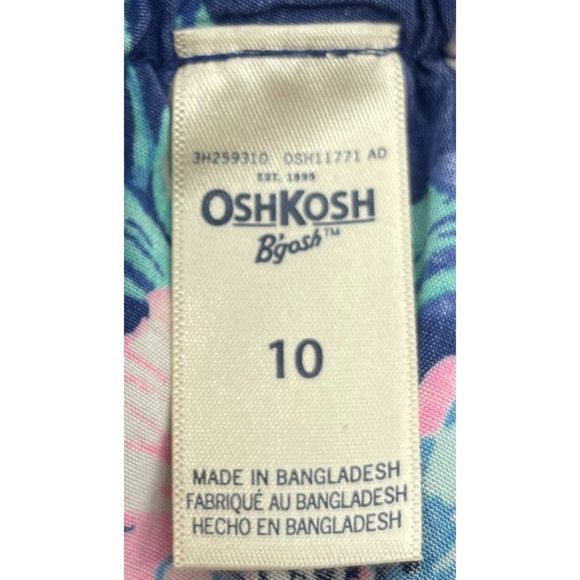 3H259310 OSH11771 AD
EST. 1895
OSHKOSH
B'gosh™
10
MADE IN BANGLADESH
FABRIQUÉ AU BANGLADESH
HECHO EN BANGLADESH